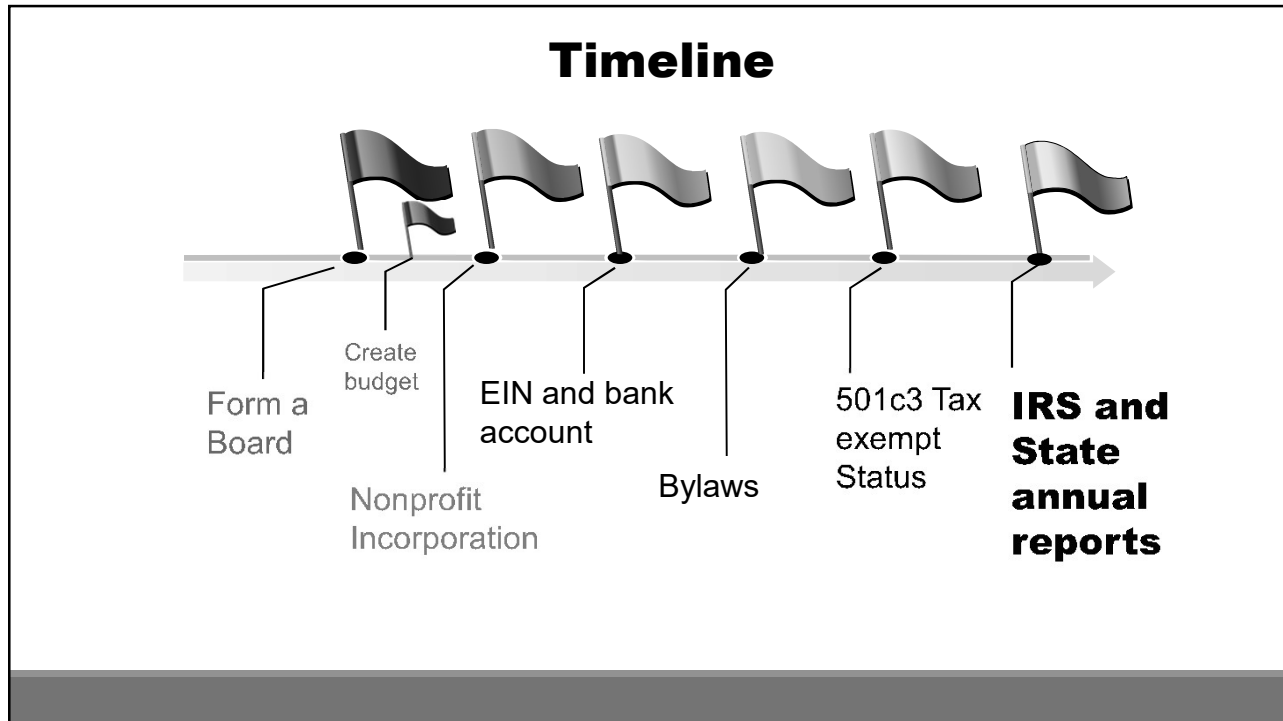 Timeline
Form a
Board
Create
budget
Nonprofit
Incorporation
EIN and bank
account
Bylaws
501c3 Tax
exempt
Status
IRS and
State
annual
reports